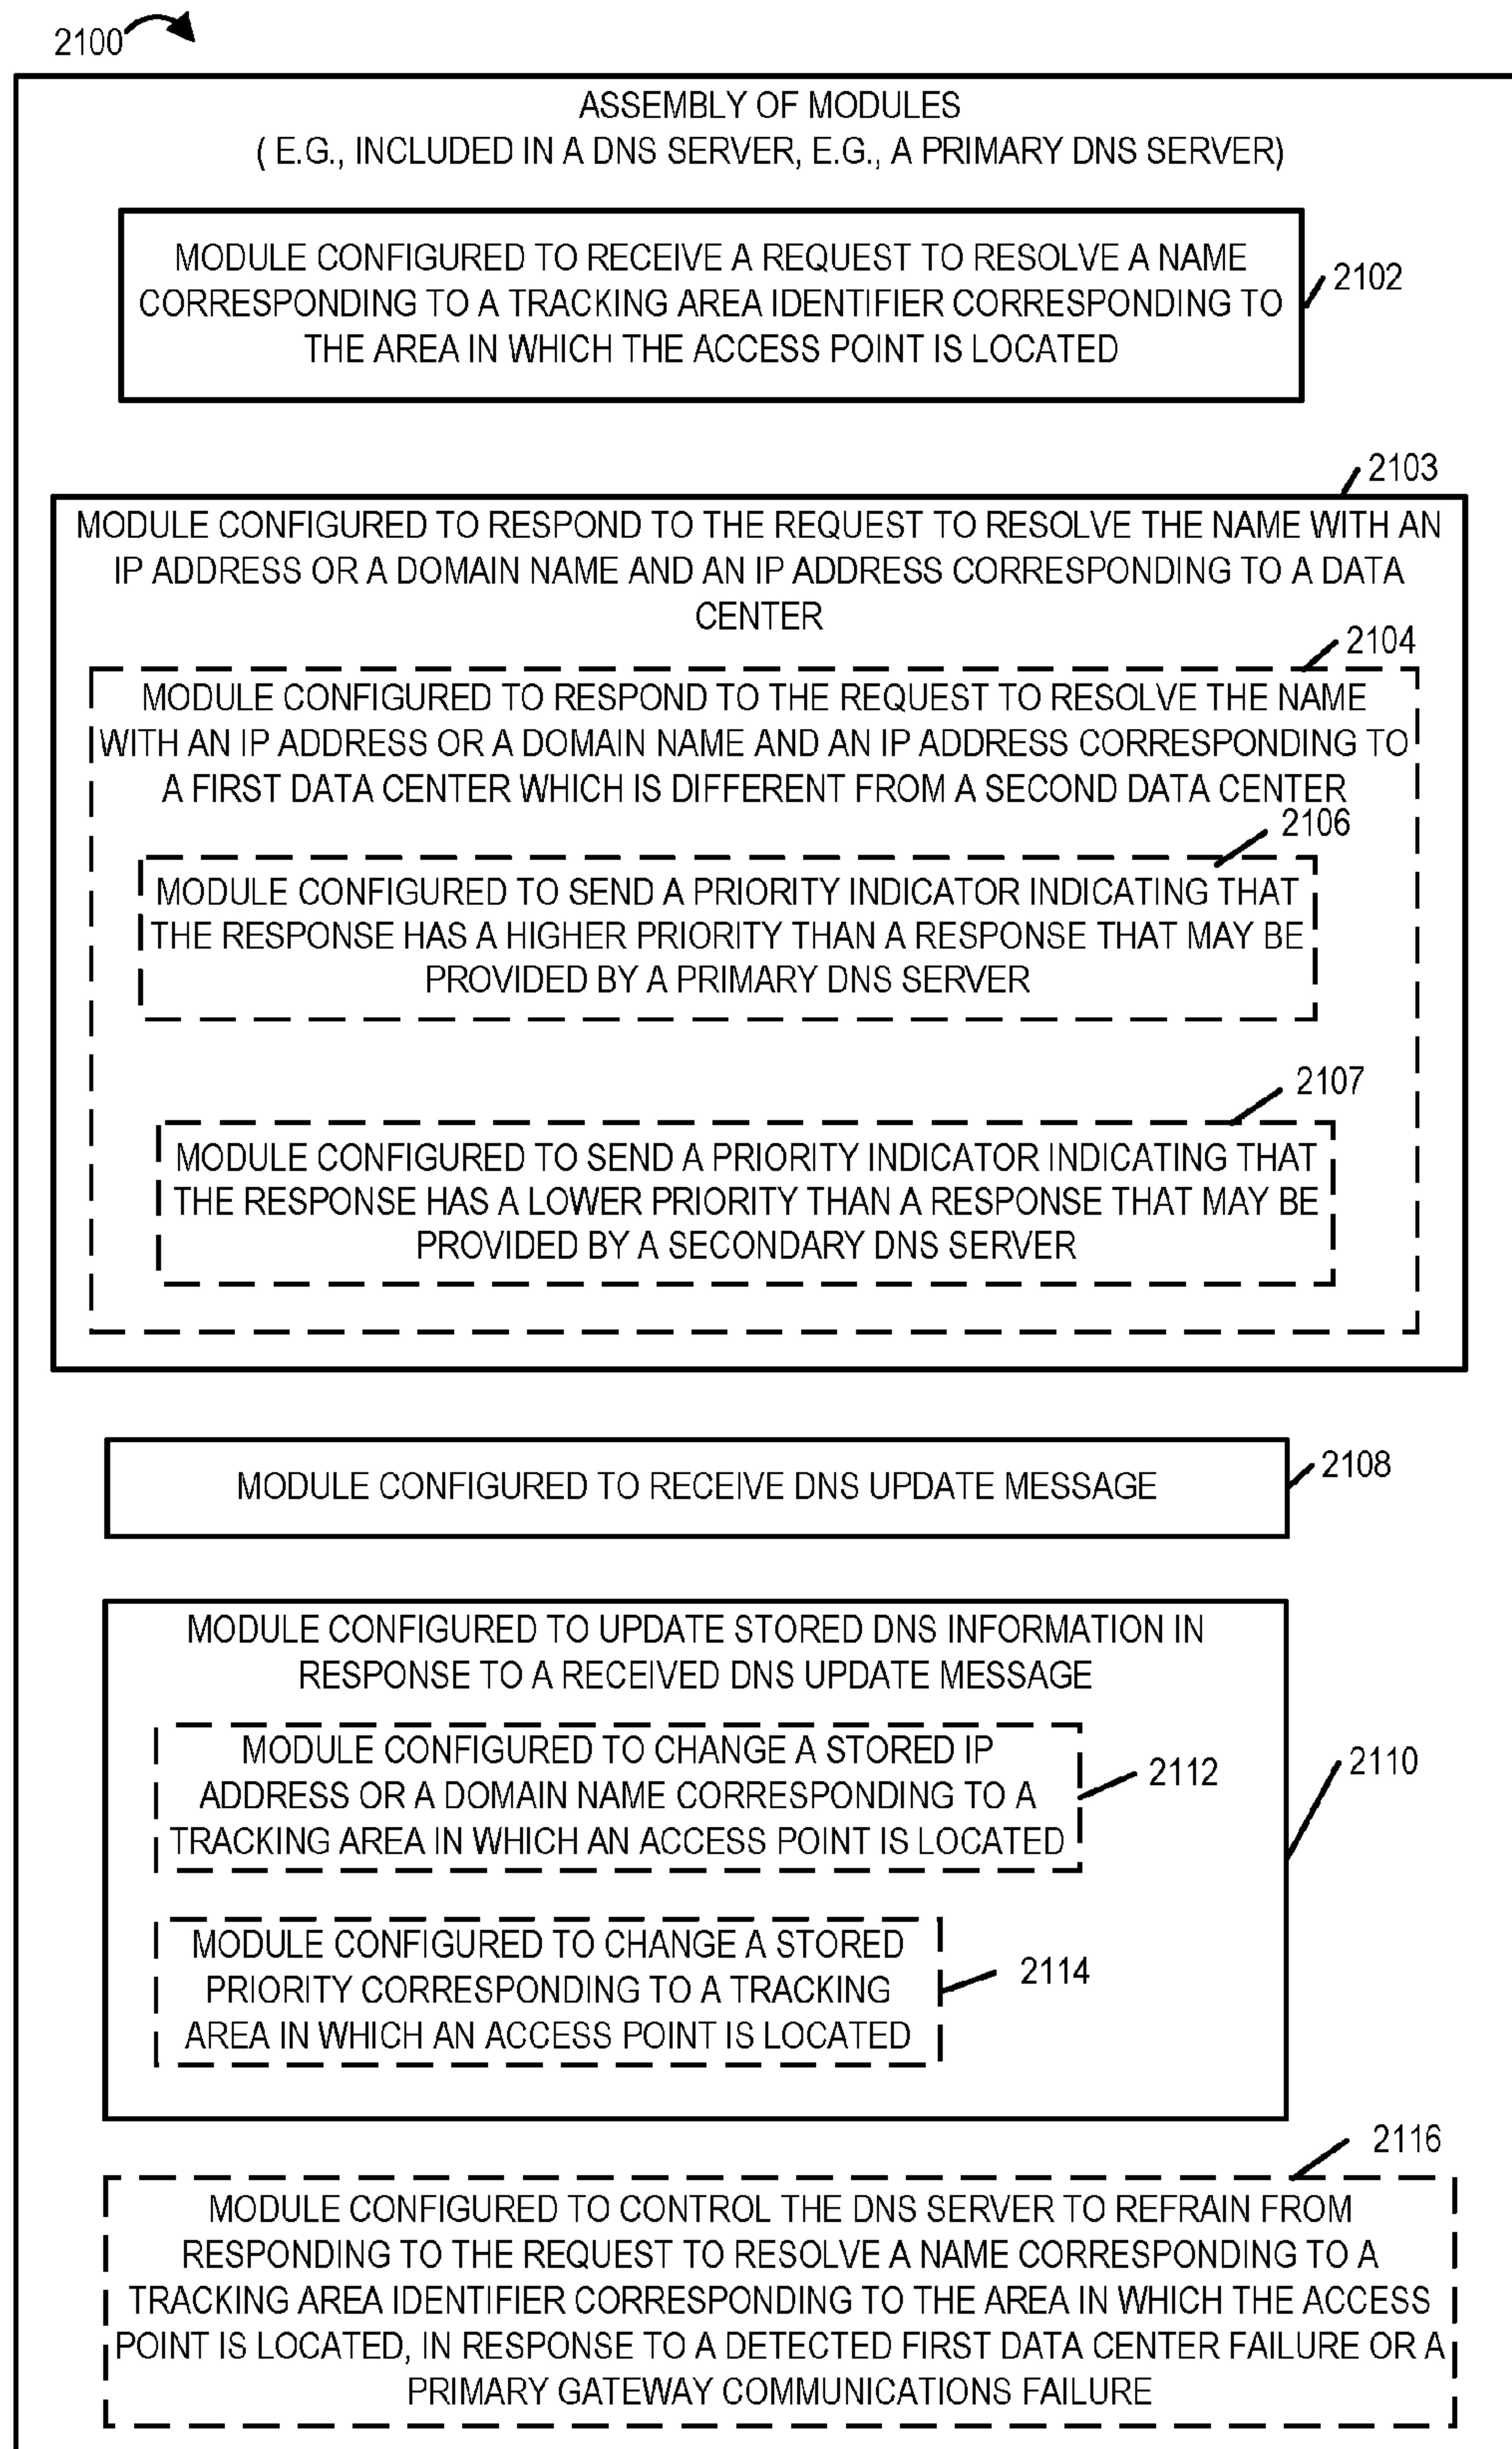 2100
ASSEMBLY OF MODULES
( E.G., INCLUDED IN A DNS SERVER, E.G., A PRIMARY DNS SERVER)
MODULE CONFIGURED TO RECEIVE A REQUEST TO RESOLVE A NAME
CORRESPONDING TO A TRACKING AREA IDENTIFIER CORRESPONDING TO
THE AREA IN WHICH THE ACCESS POINT IS LOCATED
2102
2103
MODULE CONFIGURED TO RESPOND TO THE REQUEST TO RESOLVE THE NAME WITH AN
IP ADDRESS OR A DOMAIN NAME AND AN IP ADDRESS CORRESPONDING TO A DATA
CENTER
2104
MODULE CONFIGURED TO RESPOND TO THE REQUEST TO RESOLVE THE NAME
WITH AN IP ADDRESS OR A DOMAIN NAME AND AN IP ADDRESS CORRESPONDING TO
A FIRST DATA CENTER WHICH IS DIFFERENT FROM A SECOND DATA CENTER
2106
MODULE CONFIGURED TO SEND A PRIORITY INDICATOR INDICATING THAT
THE RESPONSE HAS A HIGHER PRIORITY THAN A RESPONSE THAT MAY BE
PROVIDED BY A PRIMARY DNS SERVER
2107
MODULE CONFIGURED TO SEND A PRIORITY INDICATOR INDICATING THAT
THE RESPONSE HAS A LOWER PRIORITY THAN A RESPONSE THAT MAY BE
PROVIDED BY A SECONDARY DNS SERVER
MODULE CONFIGURED TO RECEIVE DNS UPDATE MESSAGE
2108
MODULE CONFIGURED TO UPDATE STORED DNS INFORMATION IN
RESPONSE TO A RECEIVED DNS UPDATE MESSAGE
MODULE CONFIGURED TO CHANGE A STORED IP
ADDRESS OR A DOMAIN NAME CORRESPONDING TO A
TRACKING AREA IN WHICH AN ACCESS POINT IS LOCATED
2112
2110
MODULE CONFIGURED TO CHANGE A STORED
PRIORITY CORRESPONDING TO A TRACKING
AREA IN WHICH AN ACCESS POINT IS LOCATED
2114
2116
MODULE CONFIGURED TO CONTROL THE DNS SERVER TO REFRAIN FROM
RESPONDING TO THE REQUEST TO RESOLVE A NAME CORRESPONDING TO A
TRACKING AREA IDENTIFIER CORRESPONDING TO THE AREA IN WHICH THE ACCESS
POINT IS LOCATED, IN RESPONSE TO A DETECTED FIRST DATA CENTER FAILURE OR A
PRIMARY GATEWAY COMMUNICATIONS FAILURE